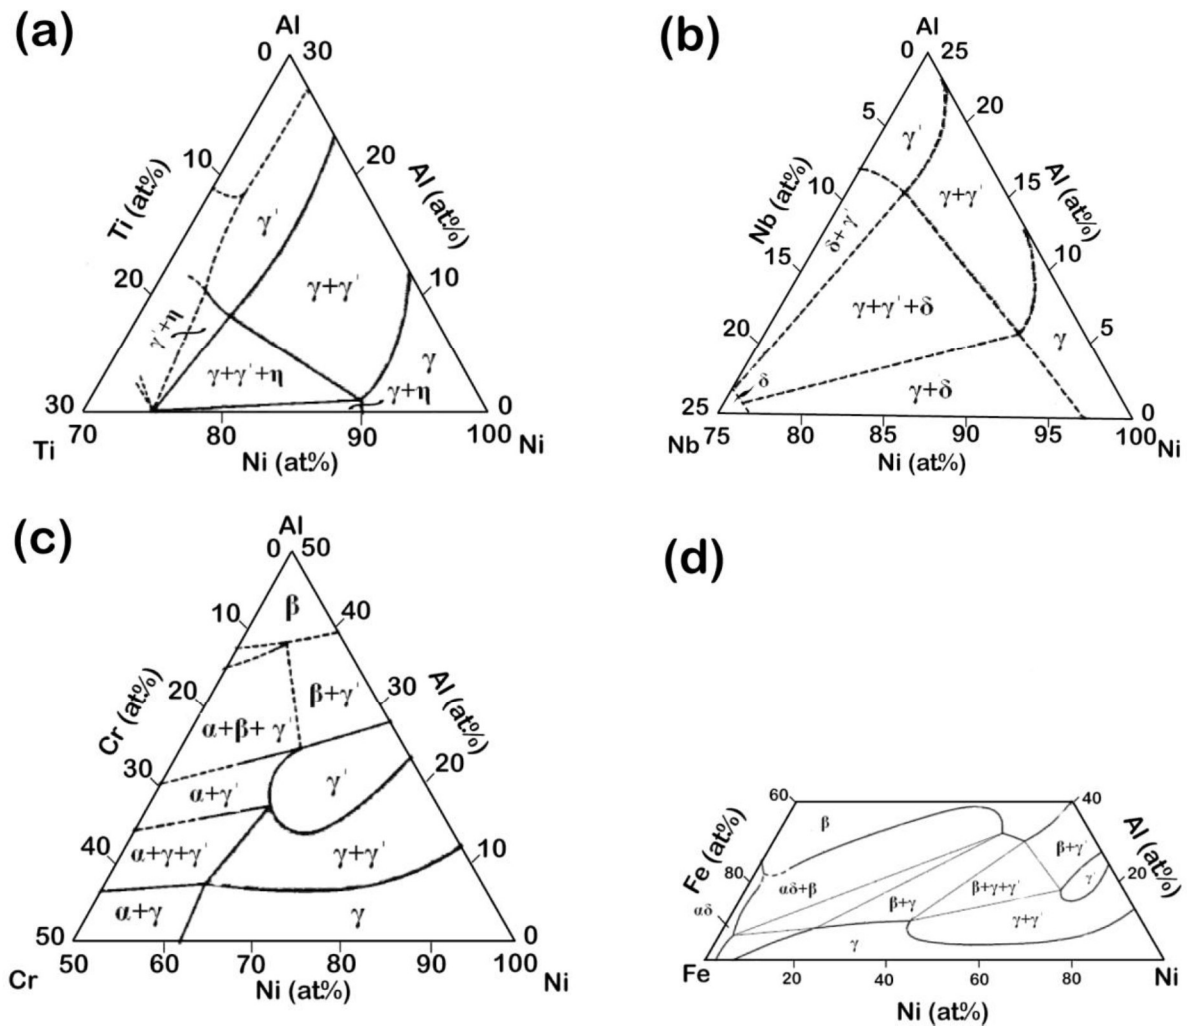 (a)
Al
0 30
10
20
Ti (at%)
Al (at%)
γ'
20
γ+γ'
10
γ'+η
γ+γ'+η
γ
γ+η
30
0
70 80 90 100
Ti
Ni (at%)
Ni
(b)
Al
0 25
5
20
γ'
10
Nb (at%)
γ+γ'
15
Al (at%)
δ+γ'
15
10
γ+γ'+δ
20
γ
5
δ
γ+δ
25
0
75 80 85 90 95 100
Nb
Ni (at%)
Ni
(c)
Al
0 50
β
10
40
Cr (at%)
20
β+γ'
30
Al (at%)
α+β+γ'
30
γ'
20
α+γ'
40
α+γ+γ'
γ+γ'
10
α+γ
γ
50
0
50 60 70 80 90 100
Cr
Ni (at%)
Ni
(d)
60
40
Fe (at%)
β
Al (at%)
β+γ'
80
αδ+β
β+γ+γ'
γ'
20
αδ
β+γ
γ+γ'
γ
Fe
20 40 60 80
Ni
Ni (at%)